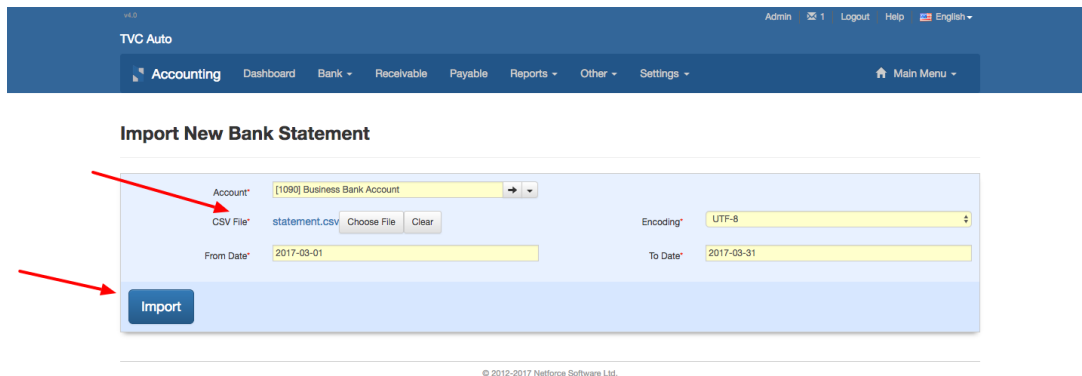 v4.0
Admin 1 Logout Help English
TVC Auto
Accounting Dashboard Bank Receivable Payable Reports Other Settings Main Menu
Import New Bank Statement
Account* [1090] Business Bank Account
CSV File* statement.csv Choose File Clear Encoding* UTF-8
From Date* 2017-03-01 To Date* 2017-03-31
Import
© 2012-2017 Netforce Software Ltd.